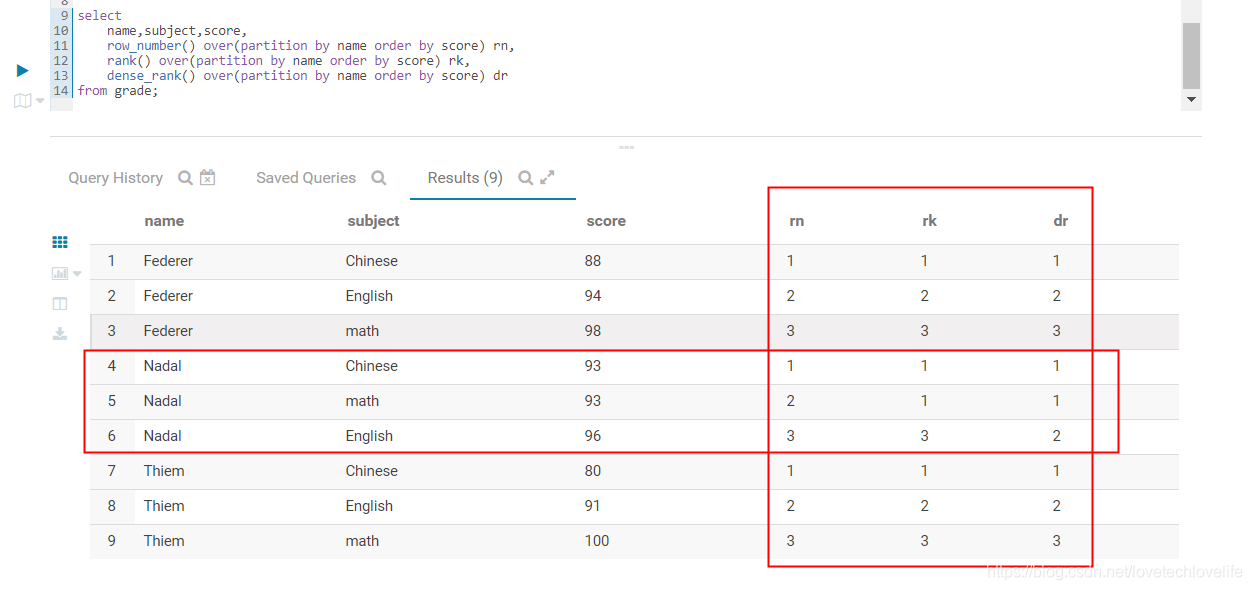 8
9 select
10 name,subject,score,
11 row_number() over(partition by name order by score) rn,
12 rank() over(partition by name order by score) rk,
13 dense_rank() over(partition by name order by score) dr
14 from grade;
Query History Saved Queries Results (9)
name subject score rn rk dr
1 Federer Chinese 88 1 1 1
2 Federer English 94 2 2 2
3 Federer math 98 3 3 3
4 Nadal Chinese 93 1 1 1
5 Nadal math 93 2 1 1
6 Nadal English 96 3 3 2
7 Thiem Chinese 80 1 1 1
8 Thiem English 91 2 2 2
9 Thiem math 100 3 3 3
https://blog.csdn.net/lovetechlovelife